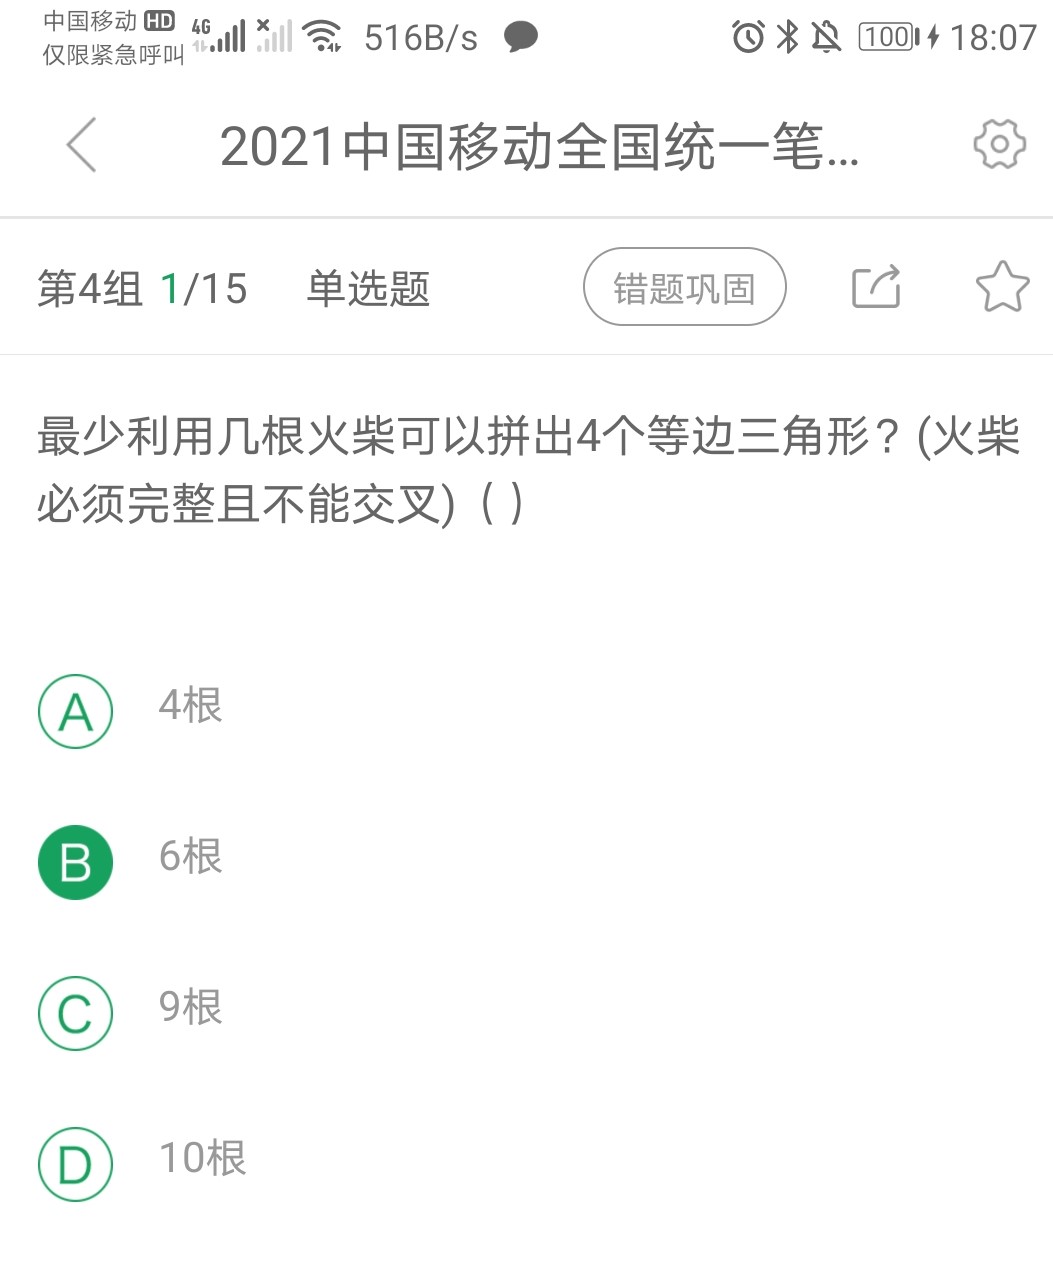 中国移动 HD 4G 516B/s 100 18:07
仅限紧急呼叫
2021中国移动全国统一笔...
第4组 1/15 单选题 错题巩固
最少利用几根火柴可以拼出4个等边三角形？(火柴
必须完整且不能交叉)（ ）
A 4根
B 6根
C 9根
D 10根